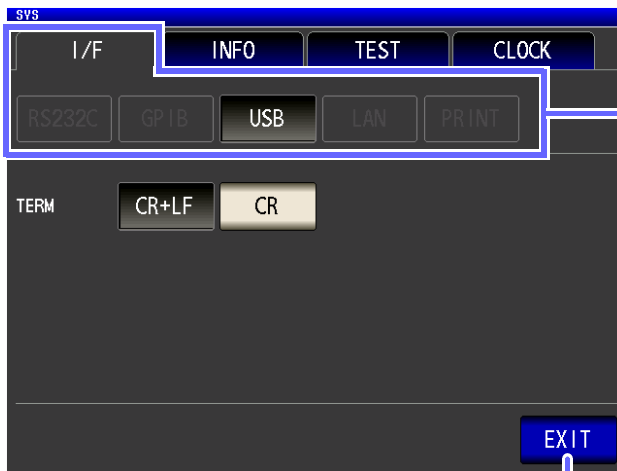 SYS
I/F INFO TEST CLOCK
RS232C GPIB USB LAN PRINT
TERM CR+LF CR
EXIT